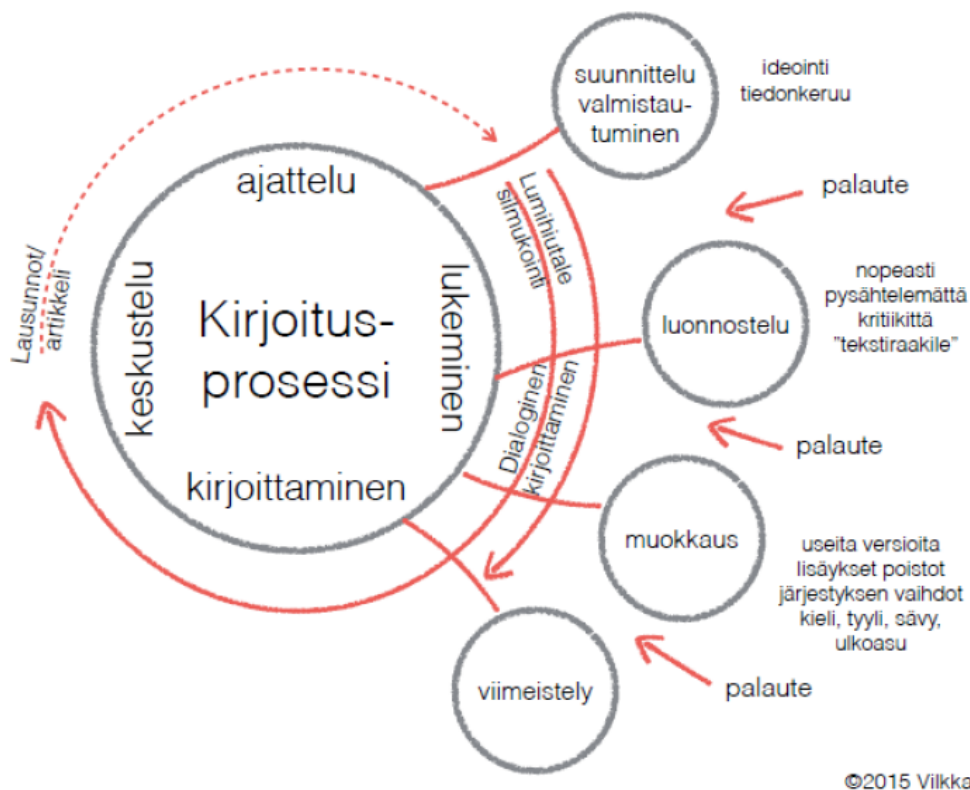 suunnittelu
valmistau-
tuminen
ideointi
tiedonkeruu
ajattelu
keskustelu
Kirjoitus-
prosessi
lukeminen
kirjoittaminen
Lausunnot/
artikkeli
Lumihiutale
silmukointi
Dialoginen
kirjoittaminen
palaute
luonnostelu
nopeasti
pysähtelemättä
kritiikittä
"tekstiraakile"
palaute
muokkaus
useita versioita
lisäykset poistot
järjestyksen vaihdot
kieli, tyyli, sävy,
ulkoasu
palaute
viimeistely
©2015 Vilkka